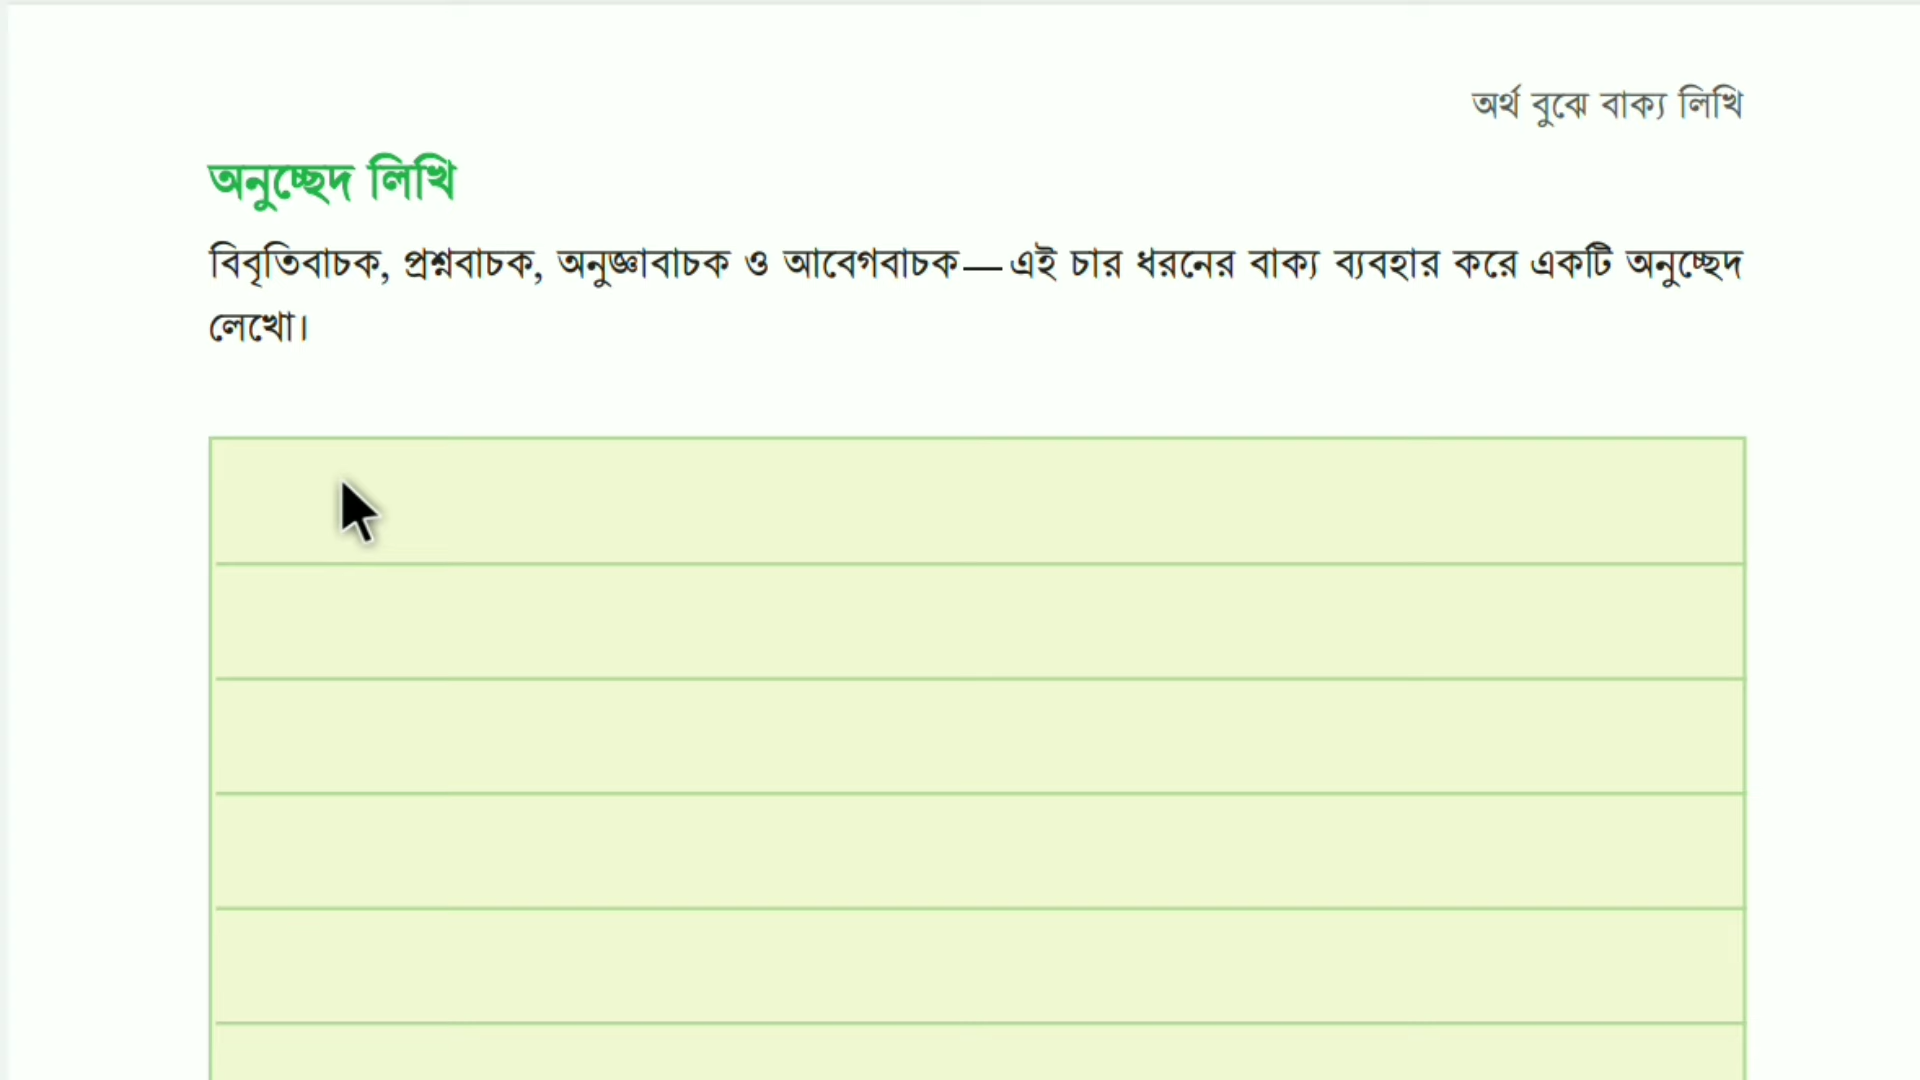 অর্থ বুঝে বাক্য লিখি
অনুচ্ছেদ লিখি
বিবৃতিবাচক, প্রশ্নবাচক, অনুজ্ঞাবাচক ও আবেগবাচক—এই চার ধরনের বাক্য ব্যবহার করে একটি অনুচ্ছেদ
লেখো।